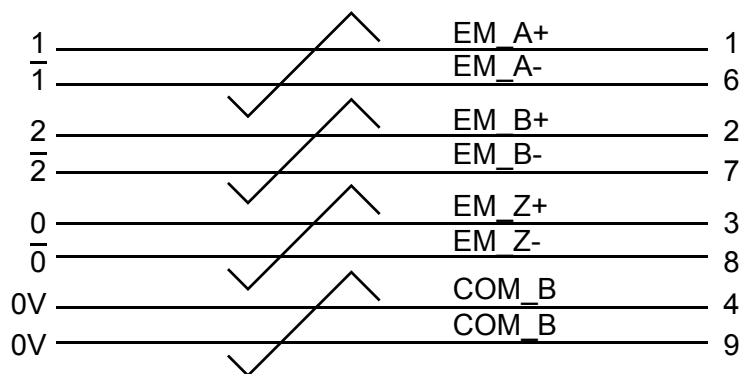 1 EM_A+ 1
1̅ EM_A- 6
2 EM_B+ 2
2̅ EM_B- 7
0 EM_Z+ 3
0̅ EM_Z- 8
0V COM_B 4
0V COM_B 9